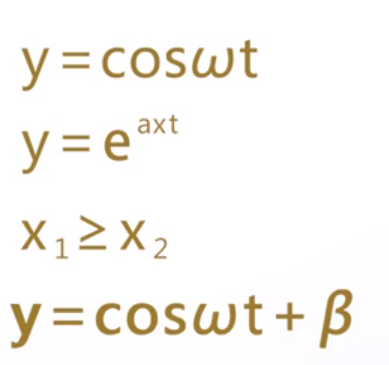 y = cosωt
y = e^axt
x₁ ≥ x₂
y = cosωt + β